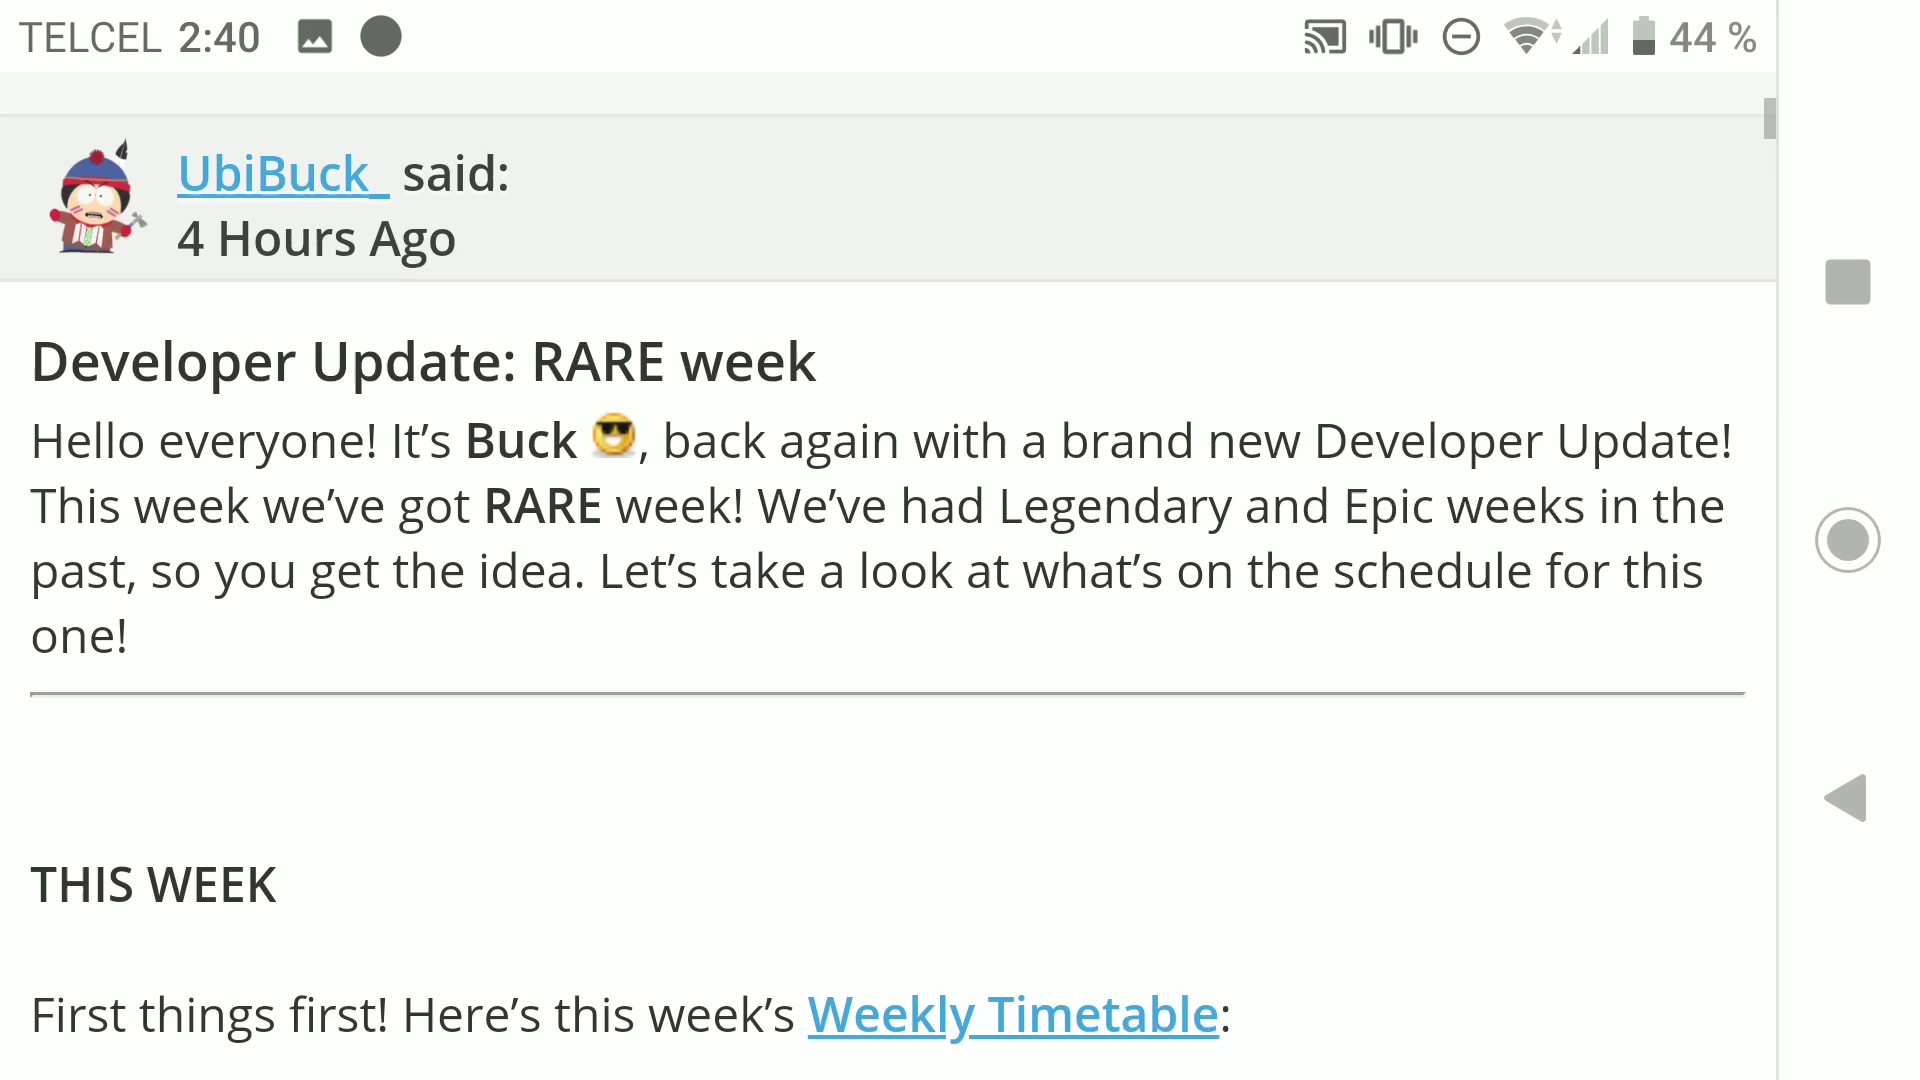 TELCEL 2:40 44 %
UbiBuck_ said:
4 Hours Ago
Developer Update: RARE week
Hello everyone! It’s Buck 😎, back again with a brand new Developer Update!
This week we’ve got RARE week! We’ve had Legendary and Epic weeks in the
past, so you get the idea. Let’s take a look at what’s on the schedule for this
one!
THIS WEEK
First things first! Here’s this week’s Weekly Timetable: